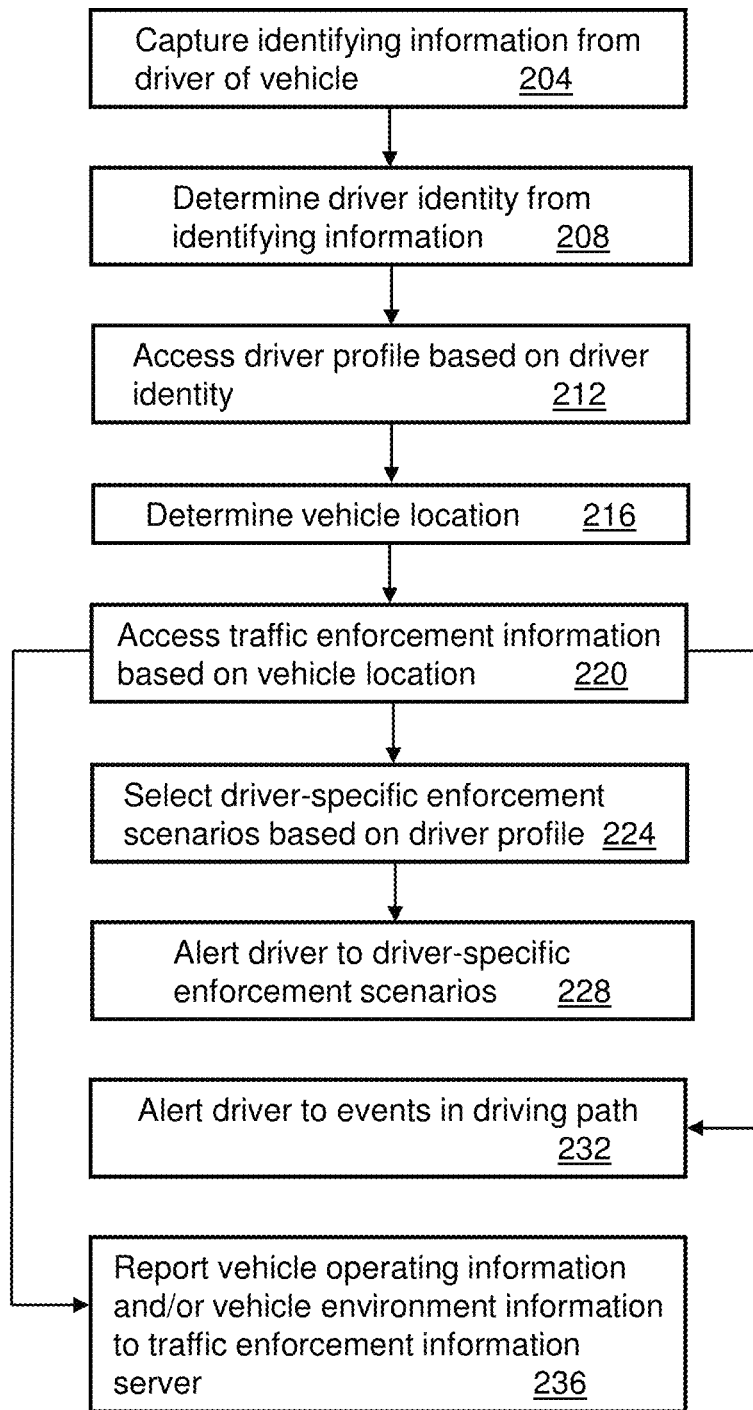 Capture identifying information from
driver of vehicle 204
Determine driver identity from
identifying information 208
Access driver profile based on driver
identity 212
Determine vehicle location 216
Access traffic enforcement information
based on vehicle location 220
Select driver-specific enforcement
scenarios based on driver profile 224
Alert driver to driver-specific
enforcement scenarios 228
Alert driver to events in driving path
232
Report vehicle operating information
and/or vehicle environment information
to traffic enforcement information
server 236